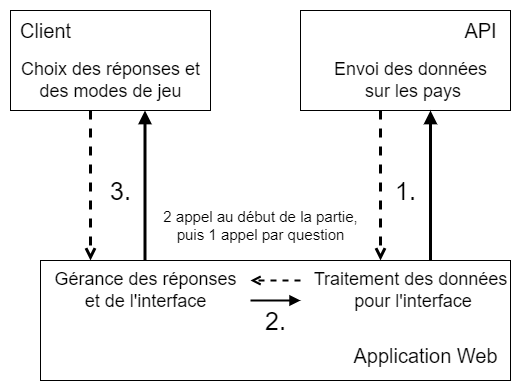 Client
Choix des réponses et
des modes de jeu
API
Envoi des données
sur les pays
3.
1.
2 appel au début de la partie,
puis 1 appel par question
Gérance des réponses
et de l'interface
Traitement des données
pour l'interface
2.
Application Web